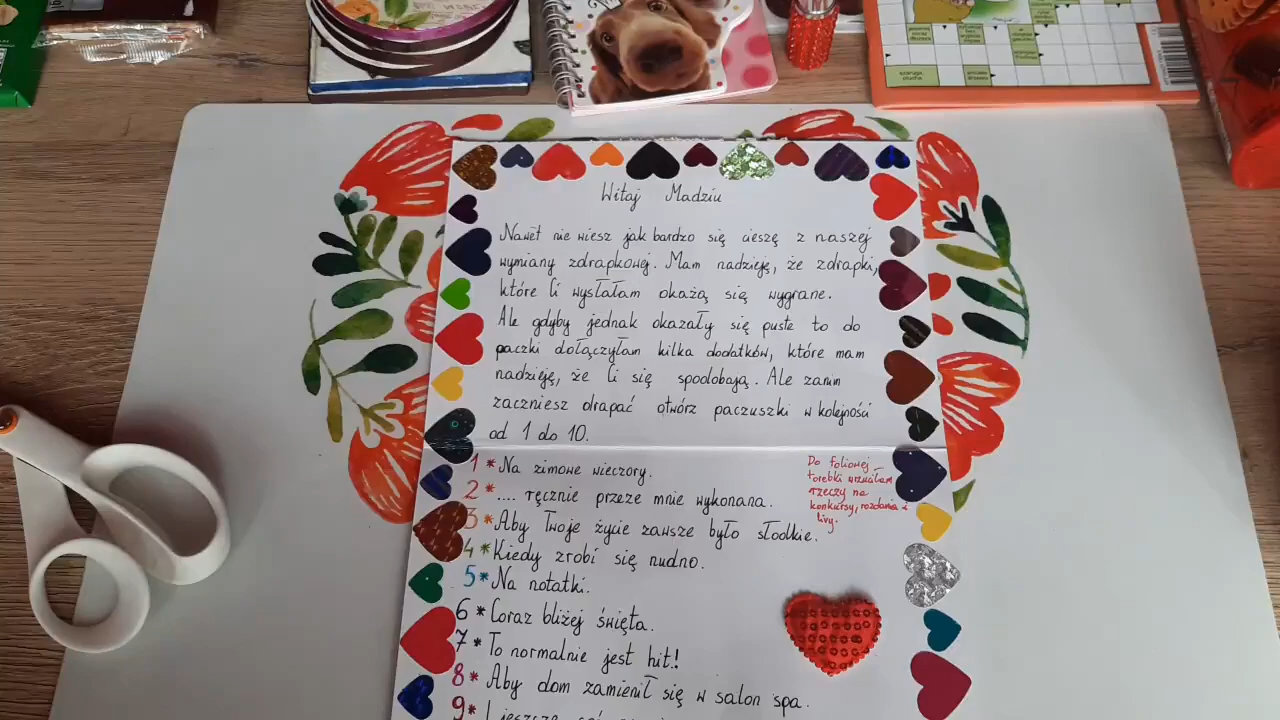 Witaj Madziu
Nawet nie wiesz jak bardzo się cieszę z naszej
wymiany zdrapkowej. Mam nadzieję, że zdrapki,
które Ci wysłałam okażą się wygrane.
Ale gdyby jednak okazały się puste to do
paczki dołączyłam kilka dodatków, które mam
nadzieję, że Ci się spodobają. Ale zanim
zaczniesz drapać otwórz paczuszki w kolejności
od 1 do 10.
1 * Na zimowe wieczory.
2 * .... ręcznie przeze mnie wykonana.
3 * Aby Twoje życie zawsze było słodkie.
4 * Kiedy zrobi się nudno.
5 * Na notatki.
6 * Coraz bliżej święta.
7 * To normalnie jest hit!
8 * Aby dom zamienił się w salon spa.
9 * I jeszcze
Do foliowej
torebki wrzuciłam
rzeczy na
konkursy, rozdania i
livy.